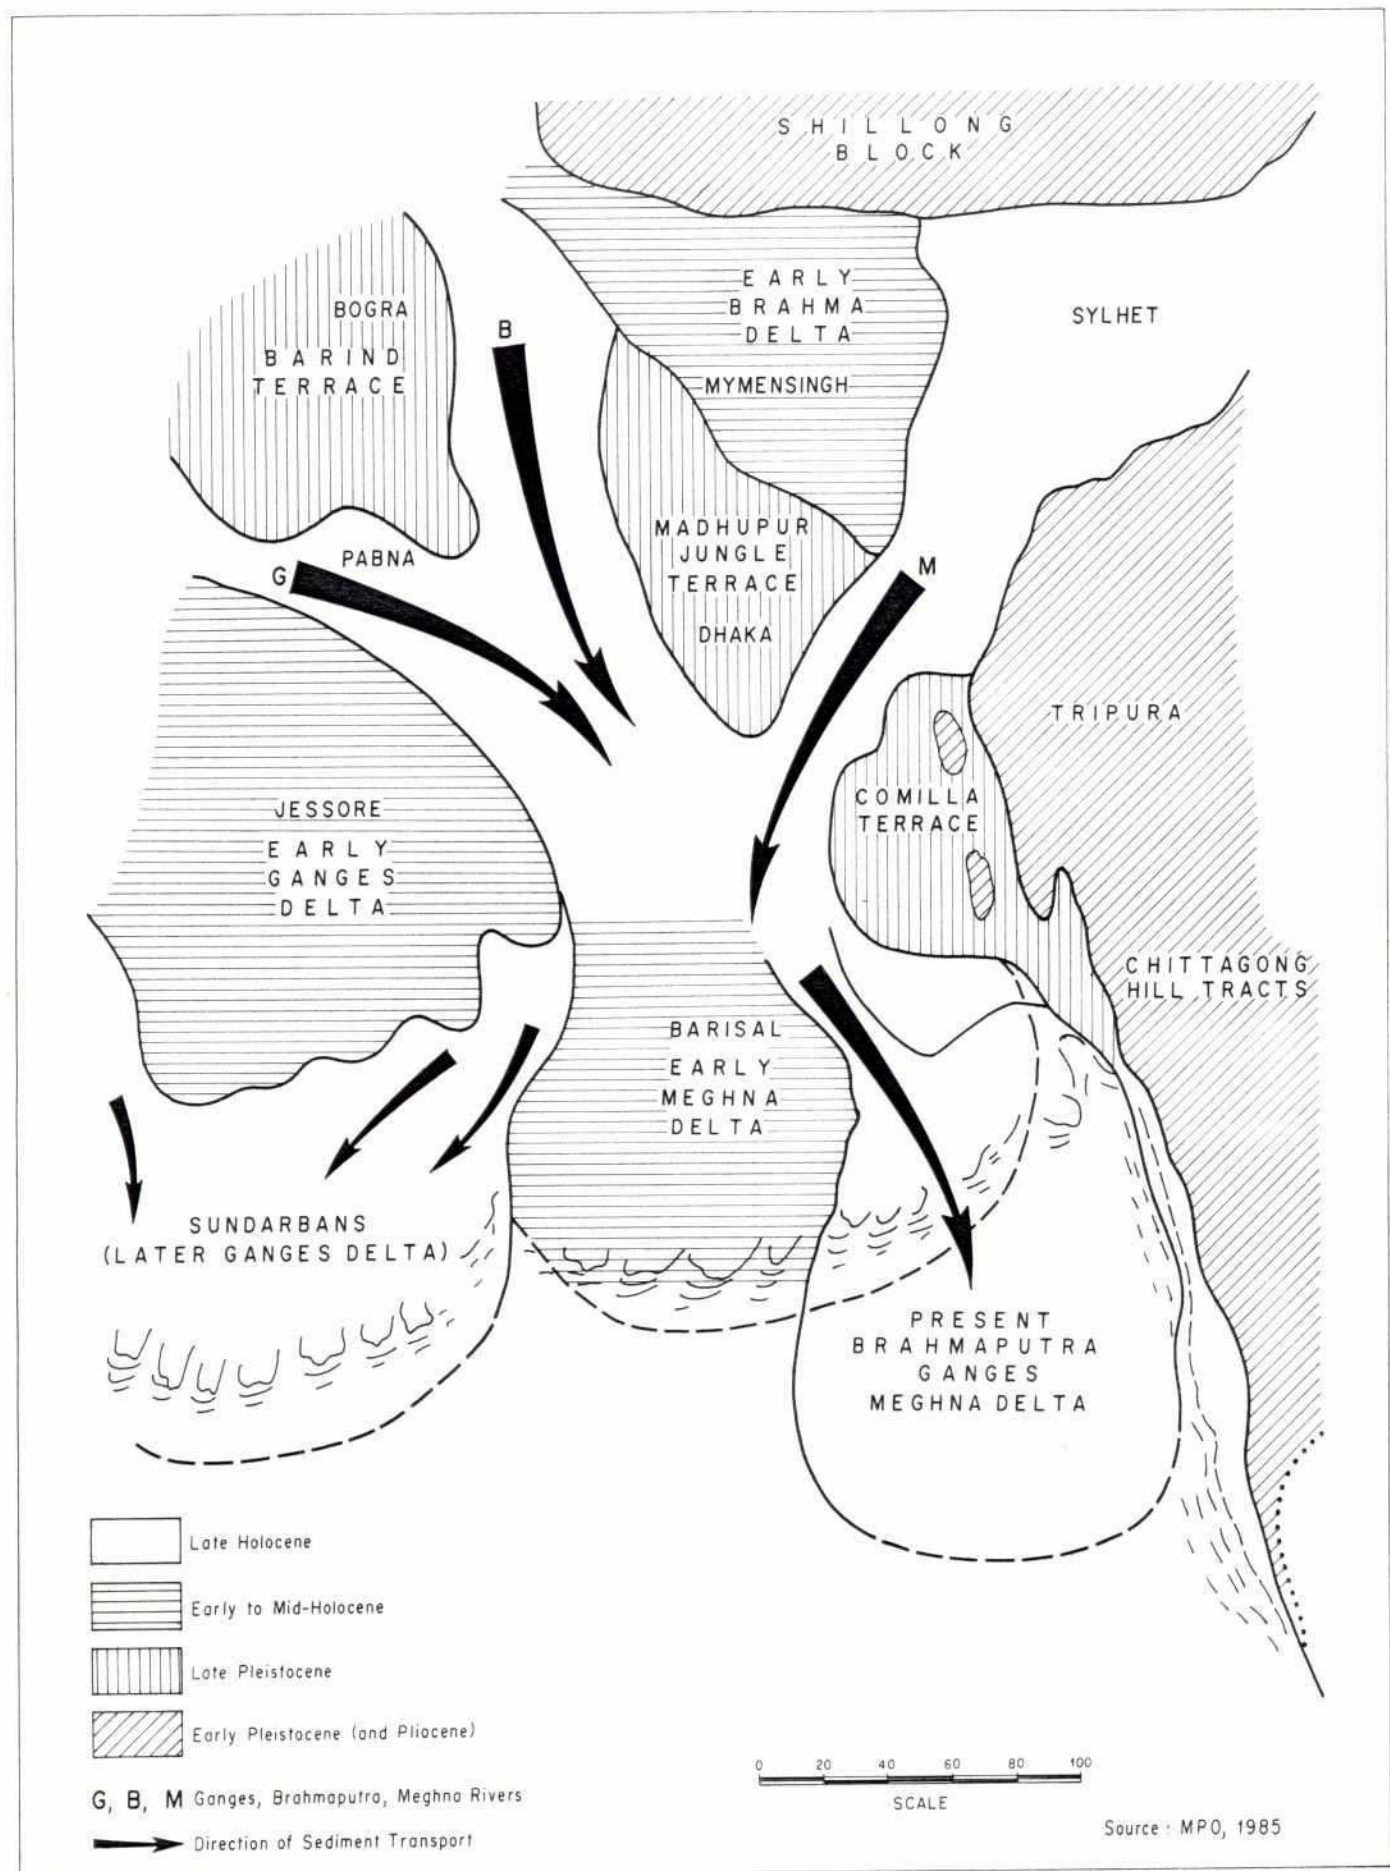 SHILLONG
BLOCK
EARLY
BRAHMA
DELTA
MYMENSINGH
SYLHET
BOGRA
BARIND
TERRACE
B
MADHUPUR
JUNGLE
TERRACE
DHAKA
PABNA
G
M
TRIPURA
COMILLA
TERRACE
JESSORE
EARLY
GANGES
DELTA
CHITTAGONG
HILL TRACTS
BARISAL
EARLY
MEGHNA
DELTA
SUNDARBANS
(LATER GANGES DELTA)
PRESENT
BRAHMAPUTRA
GANGES
MEGHNA DELTA
Late Holocene
Early to Mid-Holocene
Late Pleistocene
Early Pleistocene (and Pliocene)
G, B, M Ganges, Brahmaputra, Meghna Rivers
Direction of Sediment Transport
0 20 40 60 80 100
SCALE
Source : MPO, 1985